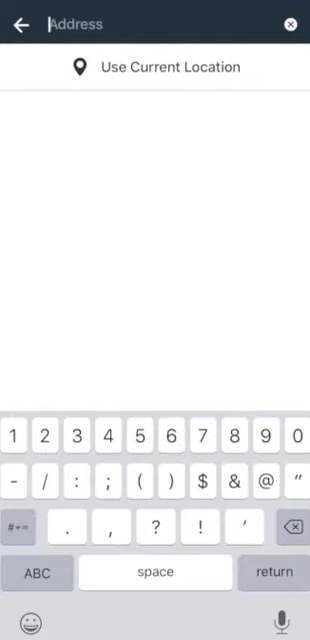 Address
Use Current Location
1 2 3 4 5 6 7 8 9 0
- / : ; ( ) $ & @ "
#+= . , ? ! '
ABC space return